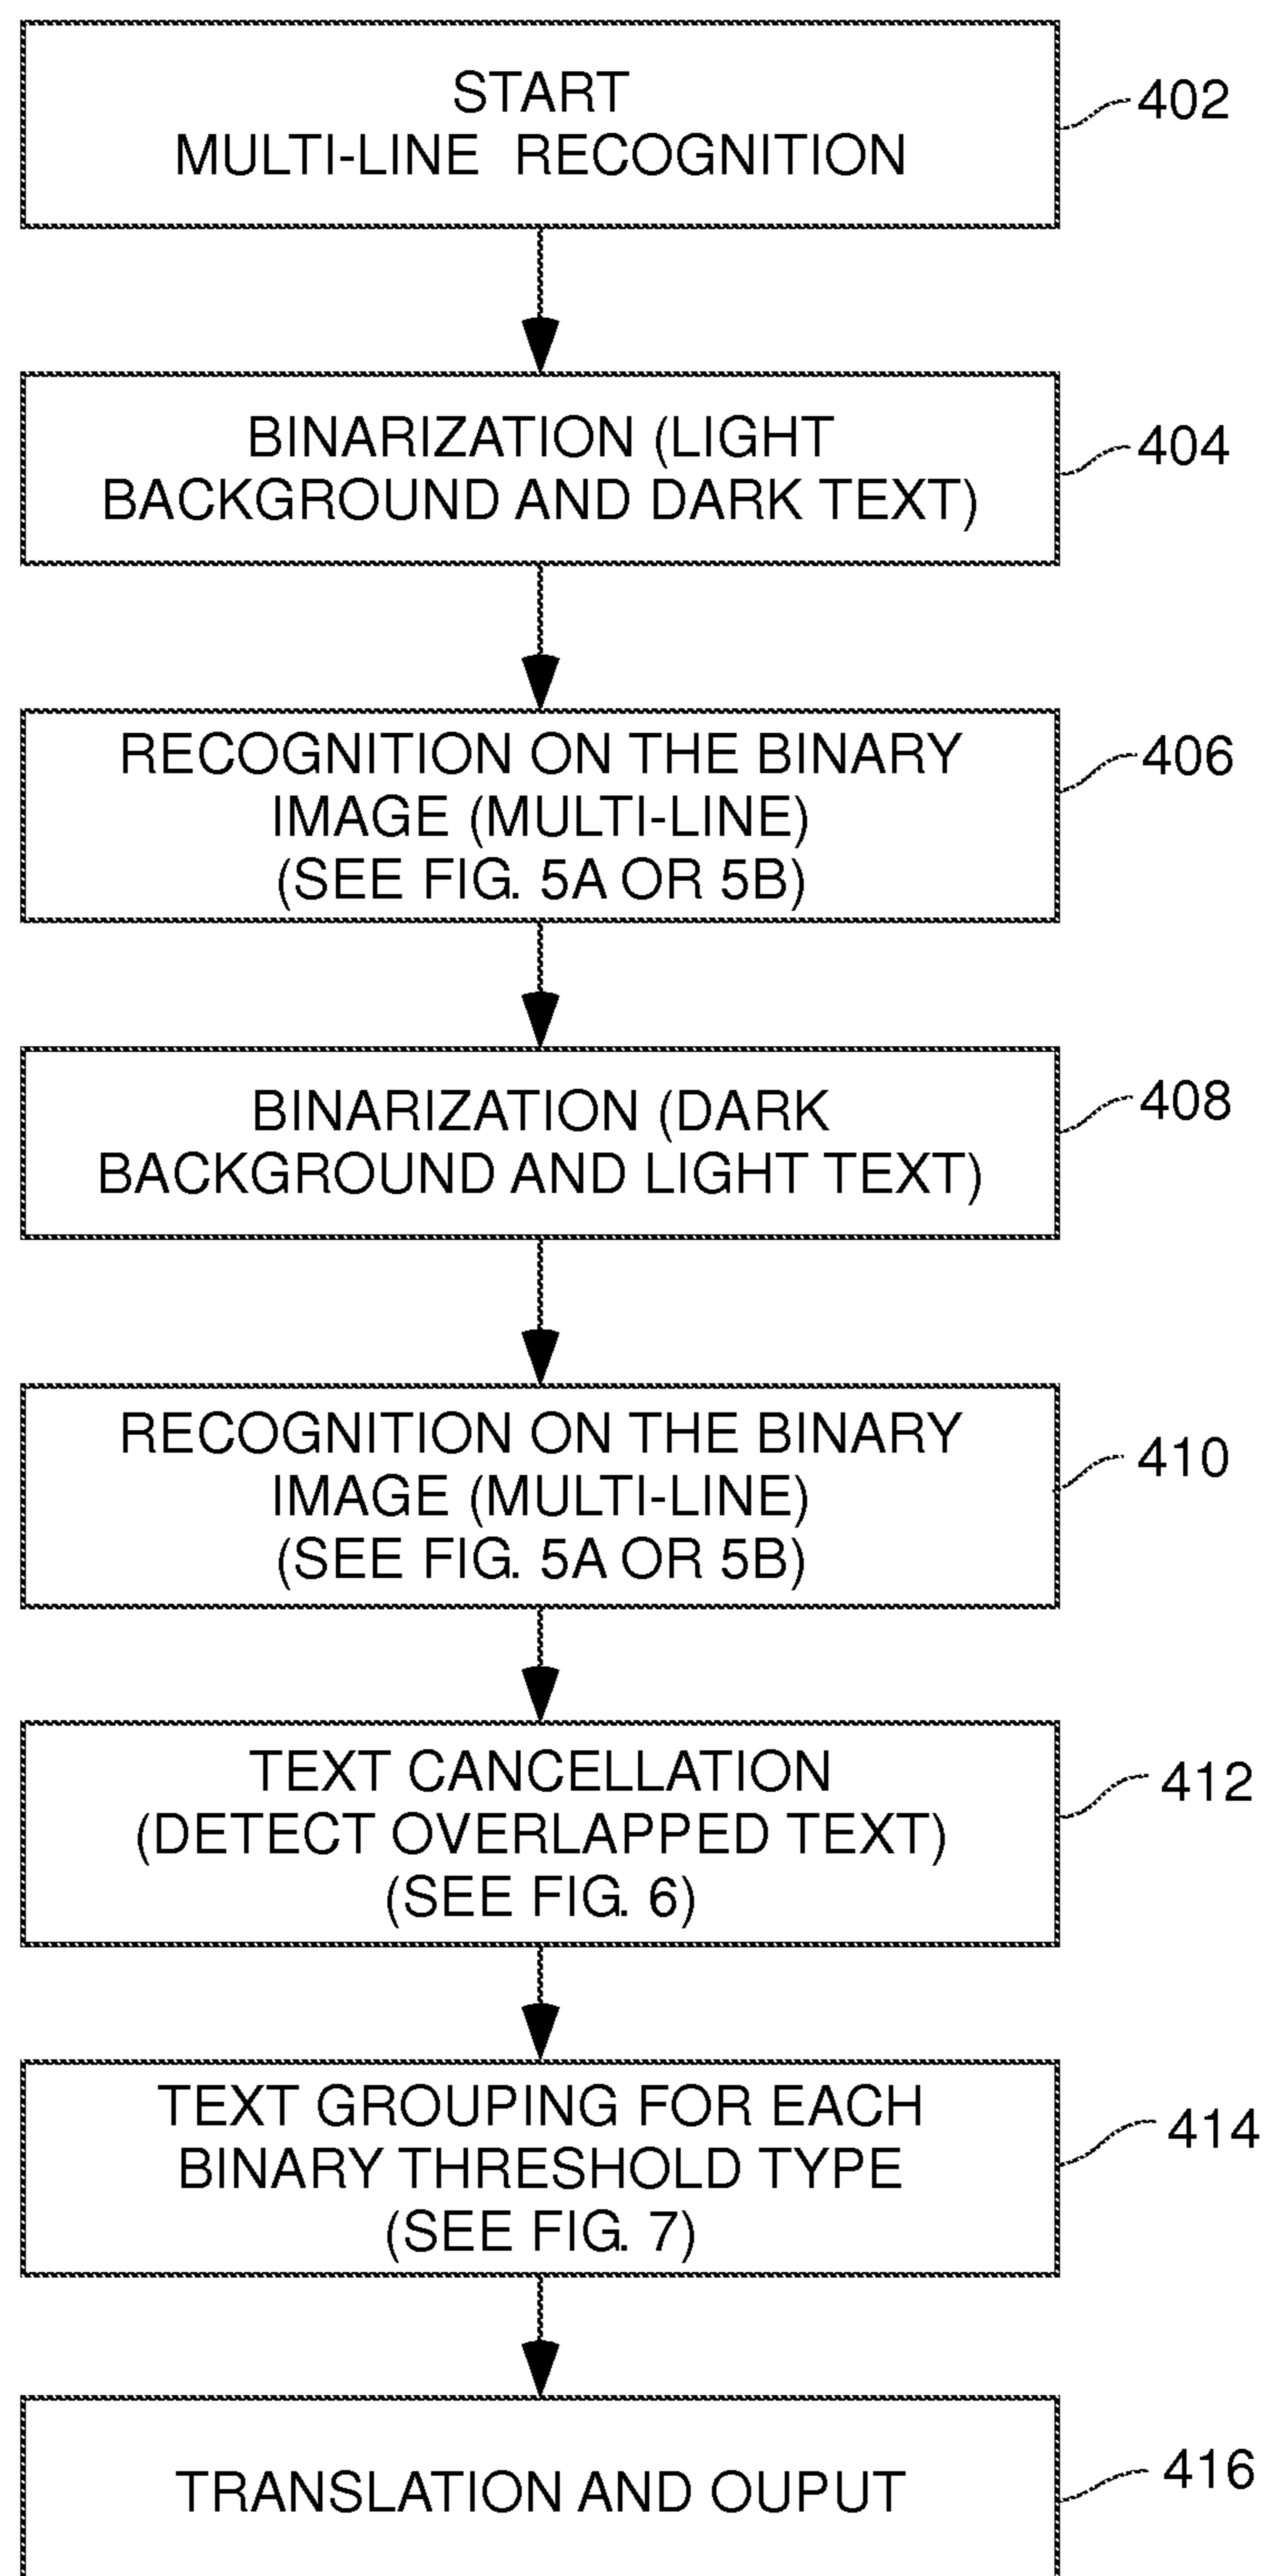 START
MULTI-LINE RECOGNITION
402
BINARIZATION (LIGHT
BACKGROUND AND DARK TEXT)
404
RECOGNITION ON THE BINARY
IMAGE (MULTI-LINE)
(SEE FIG. 5A OR 5B)
406
BINARIZATION (DARK
BACKGROUND AND LIGHT TEXT)
408
RECOGNITION ON THE BINARY
IMAGE (MULTI-LINE)
(SEE FIG. 5A OR 5B)
410
TEXT CANCELLATION
(DETECT OVERLAPPED TEXT)
(SEE FIG. 6)
412
TEXT GROUPING FOR EACH
BINARY THRESHOLD TYPE
(SEE FIG. 7)
414
TRANSLATION AND OUPUT
416